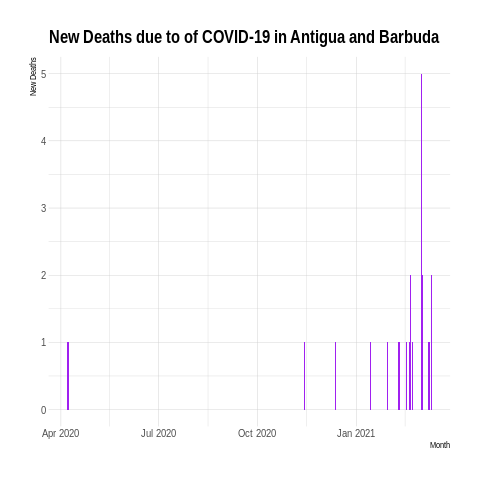 New Deaths due to of COVID-19 in Antigua and Barbuda
New Deaths
5
4
3
2
1
0
Apr 2020 Jul 2020 Oct 2020 Jan 2021
Month